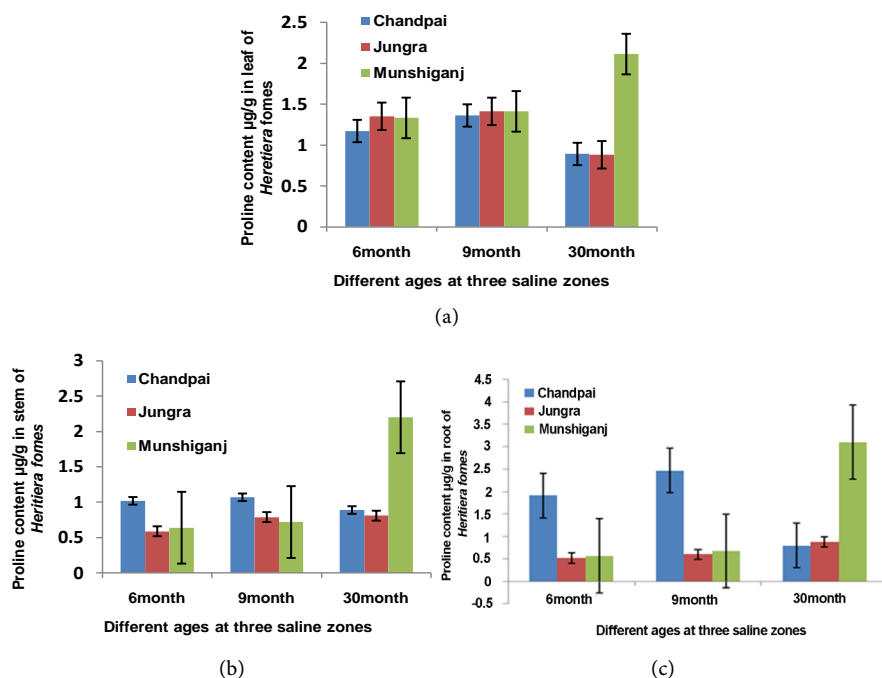 2.5
2
1.5
1
0.5
0
Proline content µg/g in leaf of
Heretiera fomes
Chandpai
Jungra
Munshiganj
6month 9month 30month
Different ages at three saline zones
(a)
3
2.5
2
1.5
1
0.5
0
Proline content µg/g in stem of
Heritiera fomes
Chandpai
Jungra
Munshiganj
6month 9month 30month
Different ages at three saline zones
(b)
4.5
4
3.5
3
2.5
2
1.5
1
0.5
0
-0.5
Proline content µg/g in root of
Heritiera fomes
Chandpai
Jungra
Munshiganj
6month 9month 30month
Different ages at three saline zones
(c)